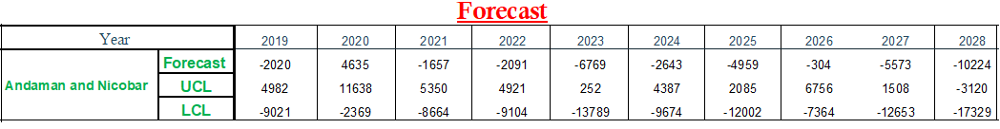 Forecast
Year 2019 2020 2021 2022 2023 2024 2025 2026 2027 2028
Forecast -2020 4635 -1657 -2091 -6769 -2643 -4959 -304 -5573 -10224
Andaman and Nicobar UCL 4982 11638 5350 4921 252 4387 2085 6756 1508 -3120
LCL -9021 -2369 -8664 -9104 -13789 -9674 -12002 -7364 -12653 -17329